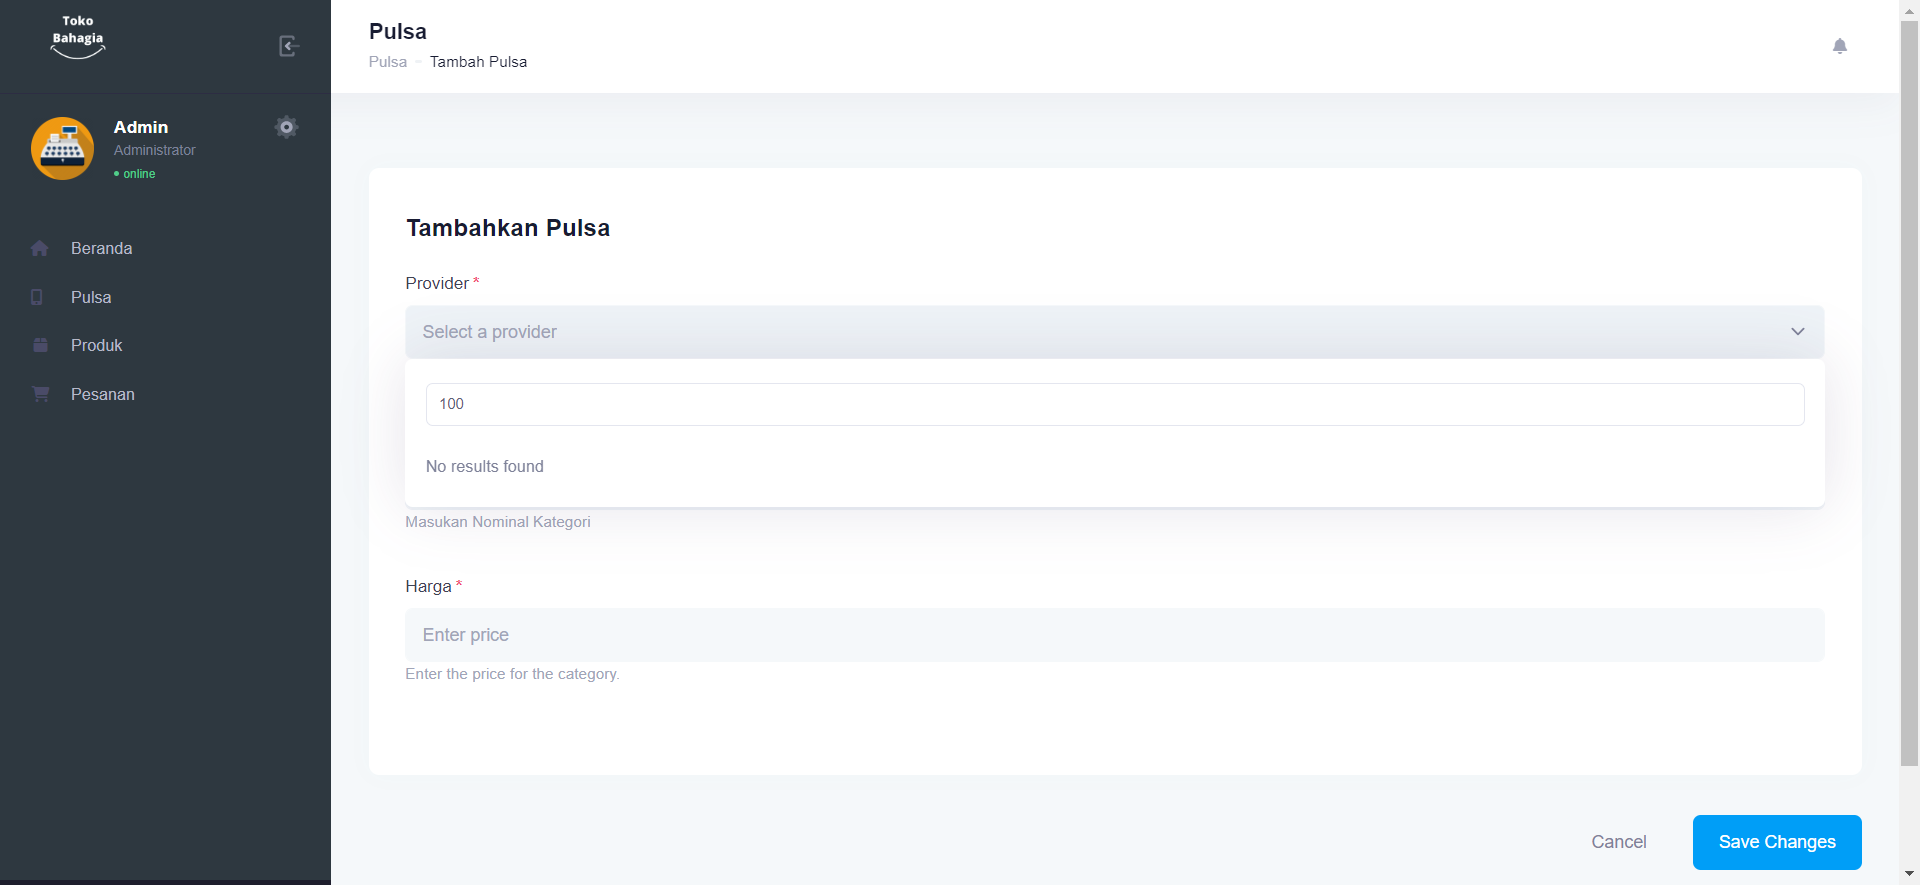 Toko
Bahagia
Admin
Administrator
• online
Beranda
Pulsa
Produk
Pesanan
Pulsa
Pulsa – Tambah Pulsa
Tambahkan Pulsa
Provider *
Select a provider
100
No results found
Masukan Nominal Kategori
Harga *
Enter price
Enter the price for the category.
Cancel
Save Changes